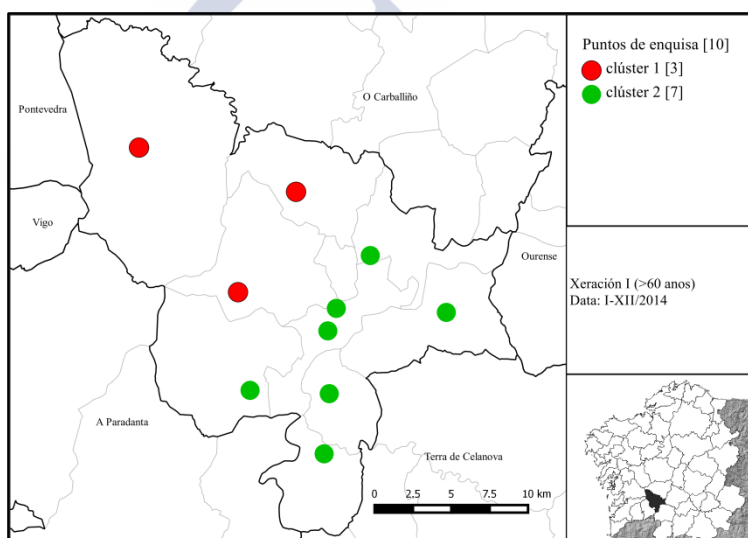 Pontevedra
O Carballiño
Vigo
Ourense
A Paradanta
Terra de Celanova
0 2.5 5 7.5 10 km
Puntos de enquisa [10]
clúster 1 [3]
clúster 2 [7]
Xeración I (>60 anos)
Data: I-XII/2014